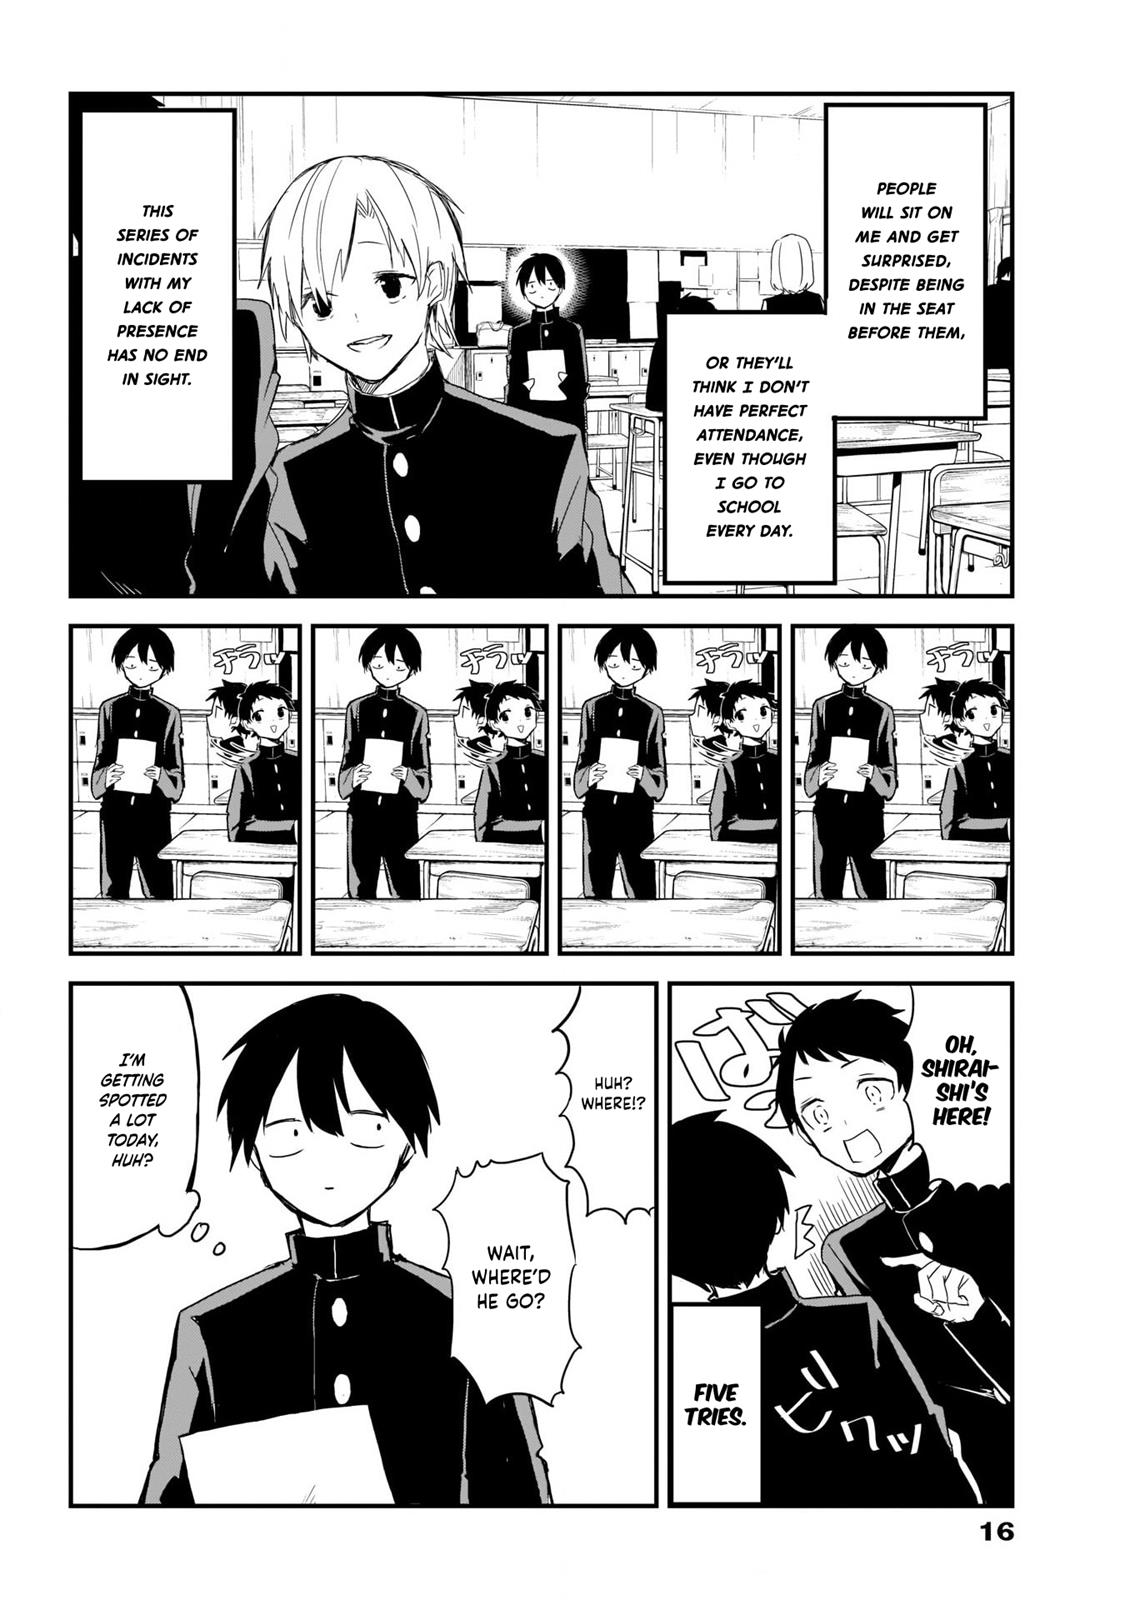 PEOPLE
WILL SIT ON
ME AND GET
SURPRISED,
DESPITE BEING
IN THE SEAT
BEFORE THEM,
OR THEY'LL
THINK I DON'T
HAVE PERFECT
ATTENDANCE,
EVEN THOUGH
I GO TO
SCHOOL
EVERY DAY.
THIS
SERIES OF
INCIDENTS
WITH MY
LACK OF
PRESENCE
HAS NO END
IN SIGHT.
チラッ
チラッ
チラッ
チラッ
OH,
SHIRAI-
SHI'S
HERE!
ビクッ
FIVE
TRIES.
HUH?
WHERE!?
WAIT,
WHERE'D
HE GO?
I'M
GETTING
SPOTTED
A LOT
TODAY,
HUH?
16